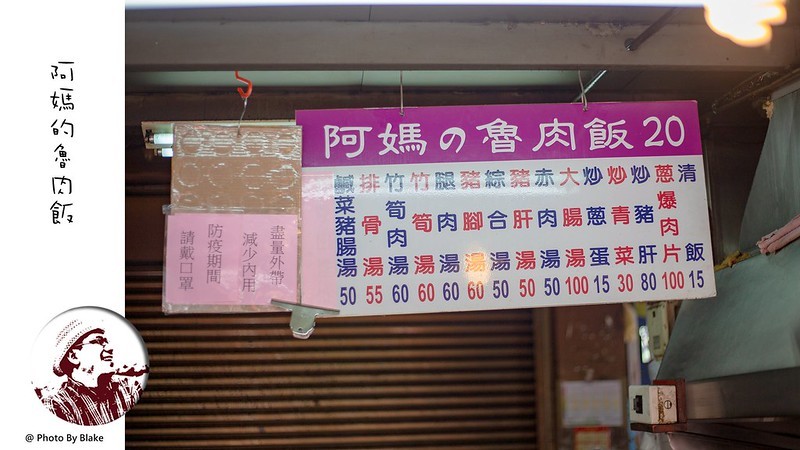 阿嬤的魯肉飯
阿媽の魯肉飯 20
鹹菜豬腸湯 50
排骨湯 55
竹筍肉湯 60
竹筍湯 60
腿肉湯 60
豬腳湯 60
綜合湯 50
豬肝湯 50
赤肉湯 50
大腸湯 100
炒蔥蛋 15
炒青菜 30
炒豬肝 80
蔥爆肉片 100
清飯 15
盡量外帶
減少內用
防疫期間
請戴口罩
@ Photo By Blake